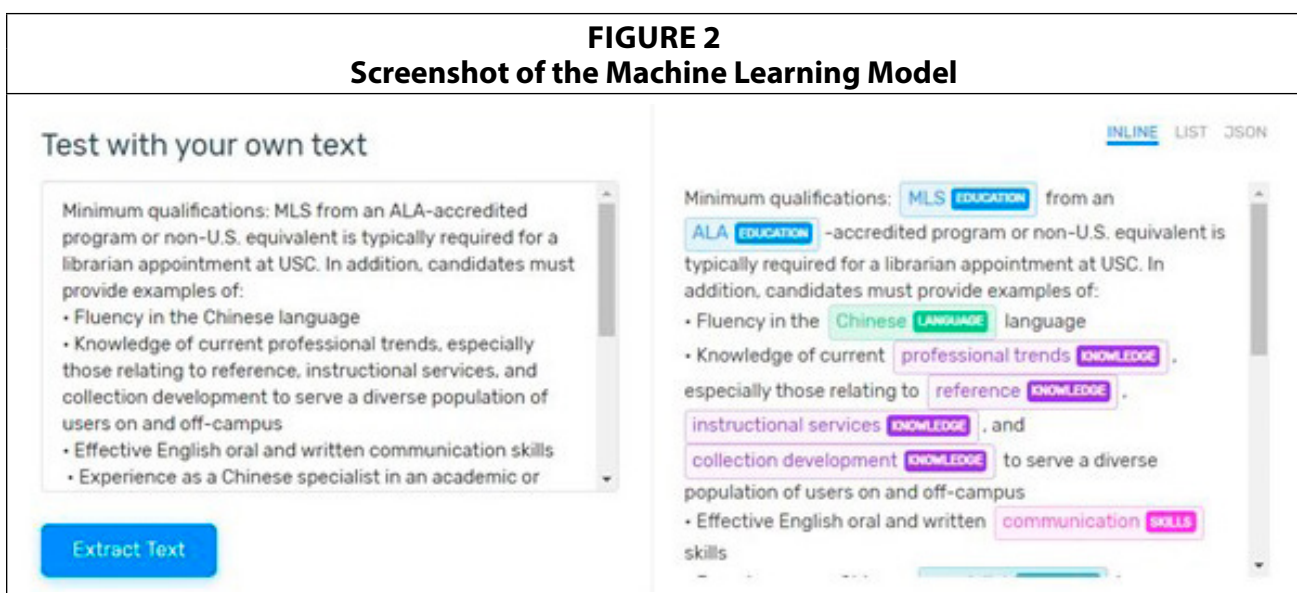 FIGURE 2
Screenshot of the Machine Learning Model
Test with your own text
Minimum qualifications: MLS from an ALA-accredited
program or non-U.S. equivalent is typically required for a
librarian appointment at USC. In addition, candidates must
provide examples of:
• Fluency in the Chinese language
• Knowledge of current professional trends, especially
those relating to reference, instructional services, and
collection development to serve a diverse population of
users on and off-campus
• Effective English oral and written communication skills
• Experience as a Chinese specialist in an academic or
Extract Text
INLINE LIST JSON
Minimum qualifications: MLS EDUCATION from an
ALA EDUCATION -accredited program or non-U.S. equivalent is
typically required for a librarian appointment at USC. In
addition, candidates must provide examples of:
• Fluency in the Chinese LANGUAGE language
• Knowledge of current professional trends KNOWLEDGE ,
especially those relating to reference KNOWLEDGE ,
instructional services KNOWLEDGE , and
collection development KNOWLEDGE to serve a diverse
population of users on and off-campus
• Effective English oral and written communication SKILLS
skills